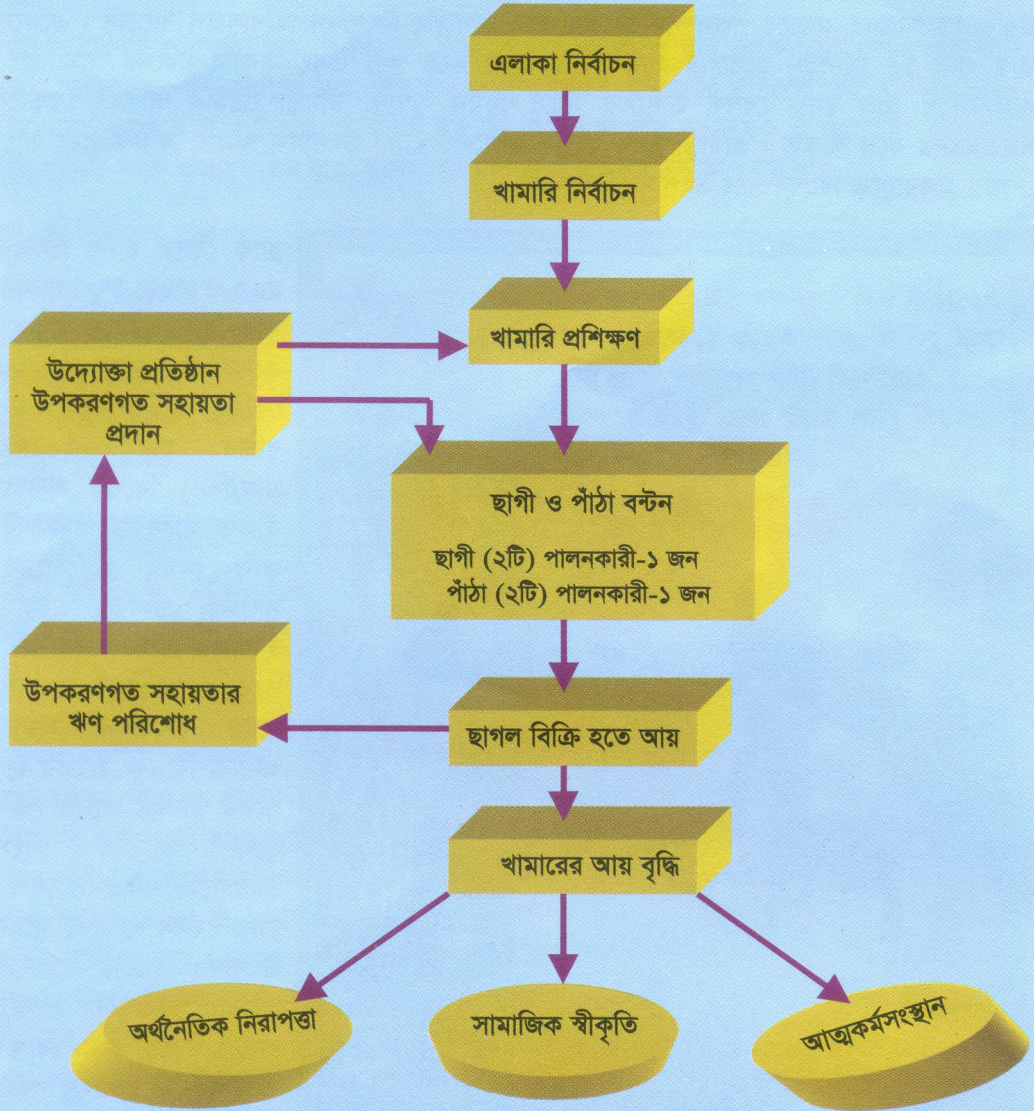 এলাকা নির্বাচন
খামারি নির্বাচন
খামারি প্রশিক্ষণ
উদ্যোক্তা প্রতিষ্ঠান
উপকরণগত সহায়তা
প্রদান
ছাগী ও পাঁঠা বন্টন
ছাগী (২টি) পালনকারী-১ জন
পাঁঠা (২টি) পালনকারী-১ জন
উপকরণগত সহায়তার
ঋণ পরিশোধ
ছাগল বিক্রি হতে আয়
খামারের আয় বৃদ্ধি
অর্থনৈতিক নিরাপত্তা
সামাজিক স্বীকৃতি
আত্মকর্মসংস্থান